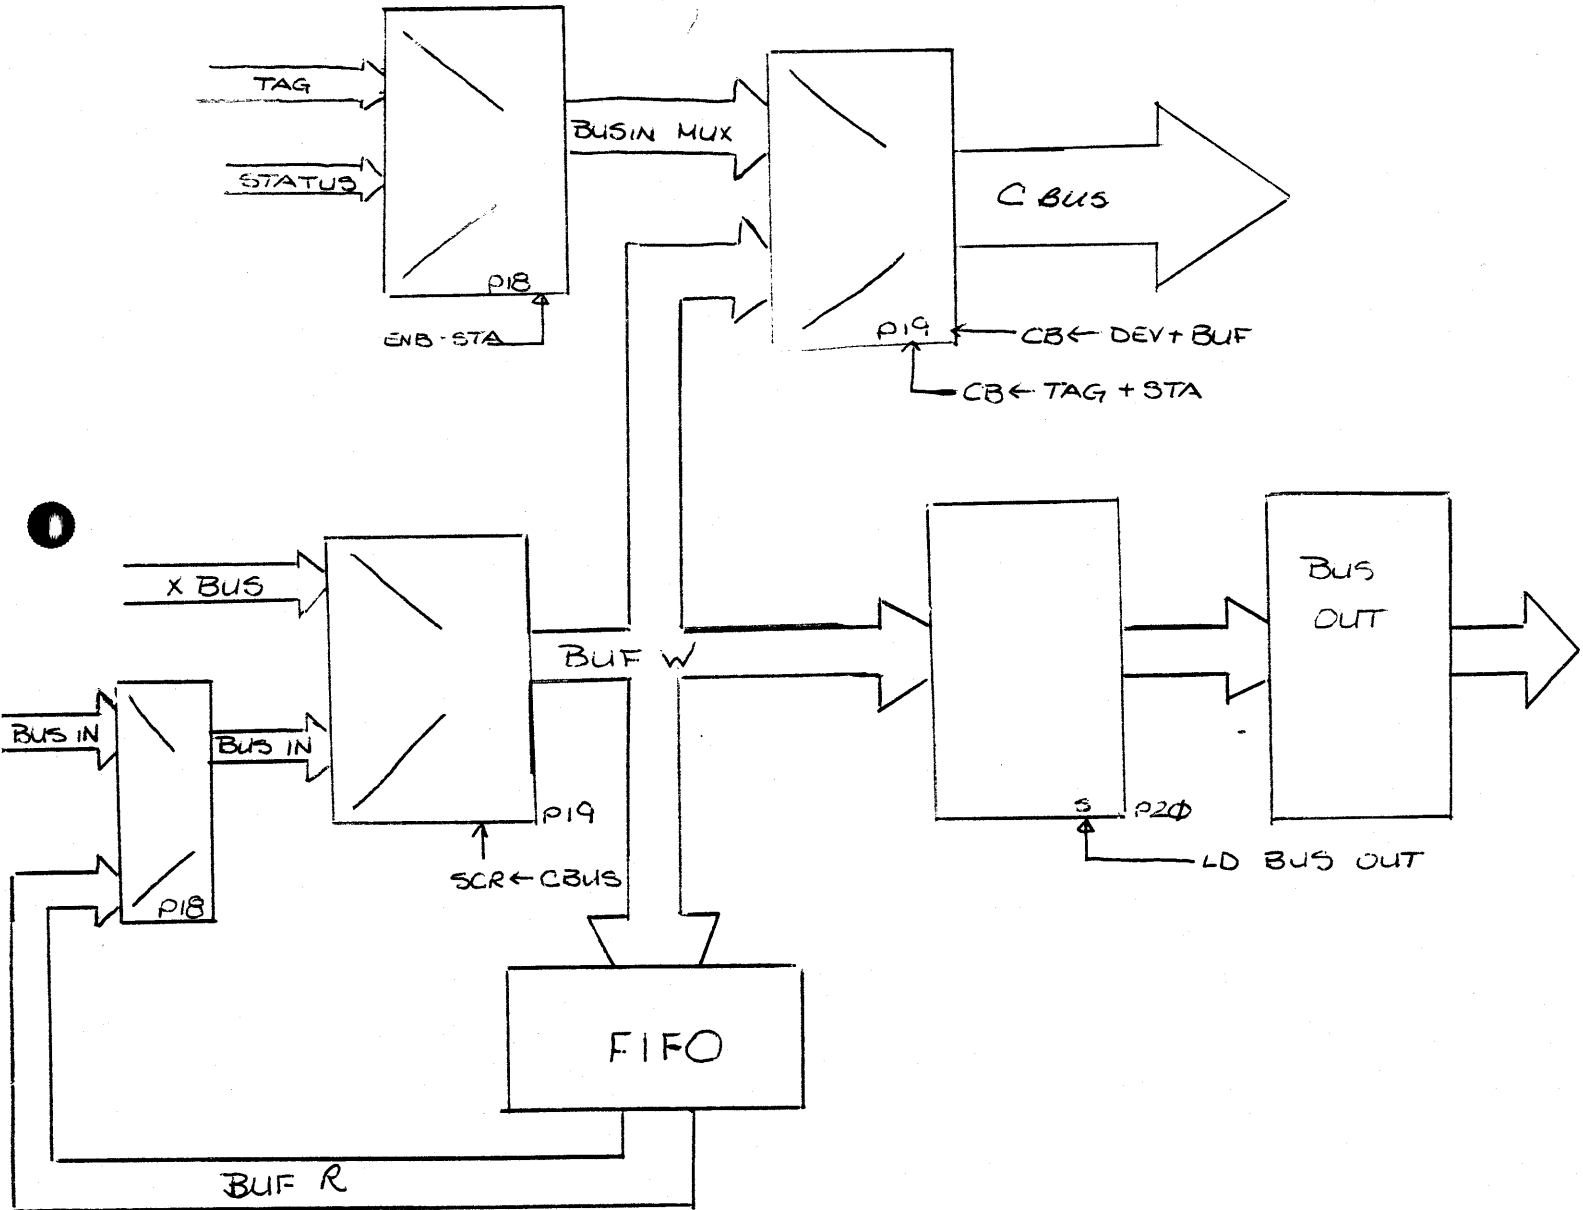 TAG
BUSIN MUX
STATUS
C BUS
P18
ENB-STA
P19
CB ← DEV + BUF
CB ← TAG + STA
X BUS
BUS
OUT
BUF W
BUS IN
BUS IN
S
P20
P19
LD BUS OUT
SCR ← CBUS
P18
FIFO
BUF R